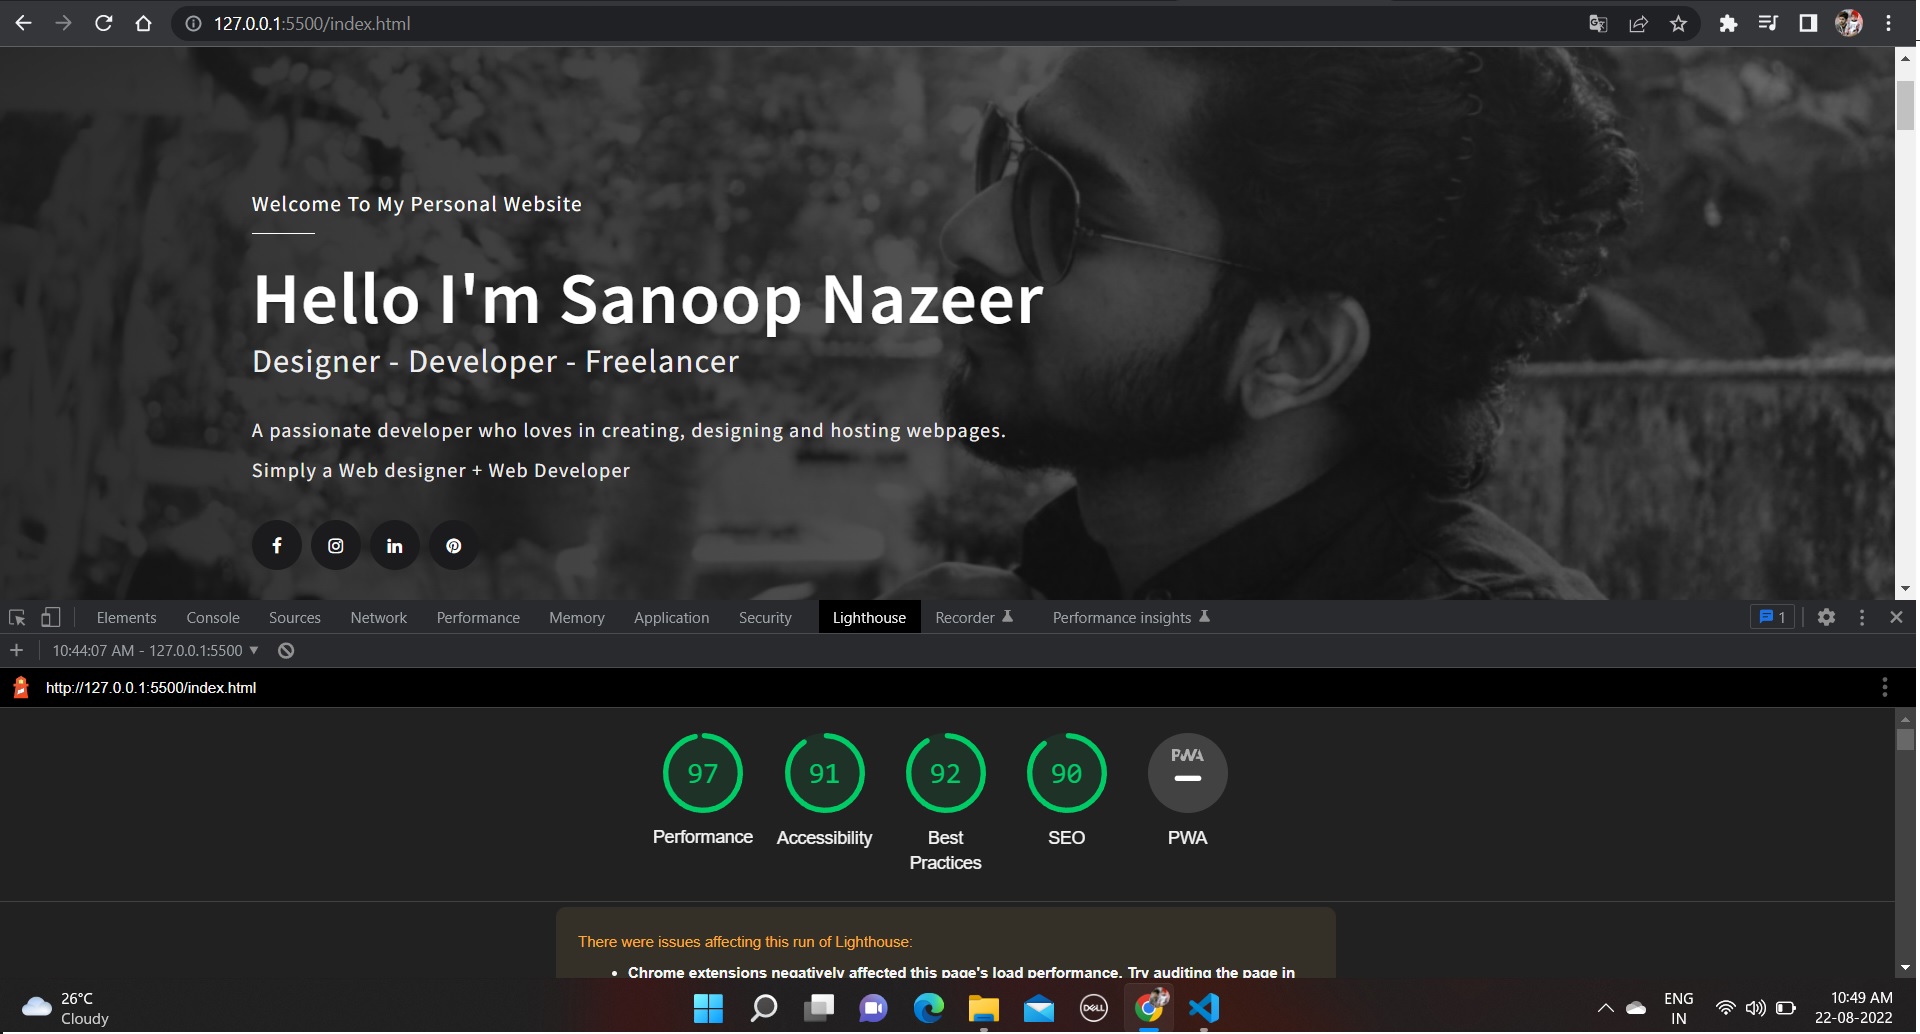 127.0.0.1:5500/index.html
Welcome To My Personal Website
Hello I'm Sanoop Nazeer
Designer - Developer - Freelancer
A passionate developer who loves in creating, designing and hosting webpages.
Simply a Web designer + Web Developer
Elements Console Sources Network Performance Memory Application Security Lighthouse Recorder Performance insights 1
10:44:07 AM - 127.0.0.1:5500
http://127.0.0.1:5500/index.html
97 91 92 90 PWA
Performance Accessibility Best Practices SEO PWA
There were issues affecting this run of Lighthouse:
Chrome extensions negatively affected this page's load performance. Try auditing the page in
26°C
Cloudy
DELL
ENG
IN
10:49 AM
22-08-2022